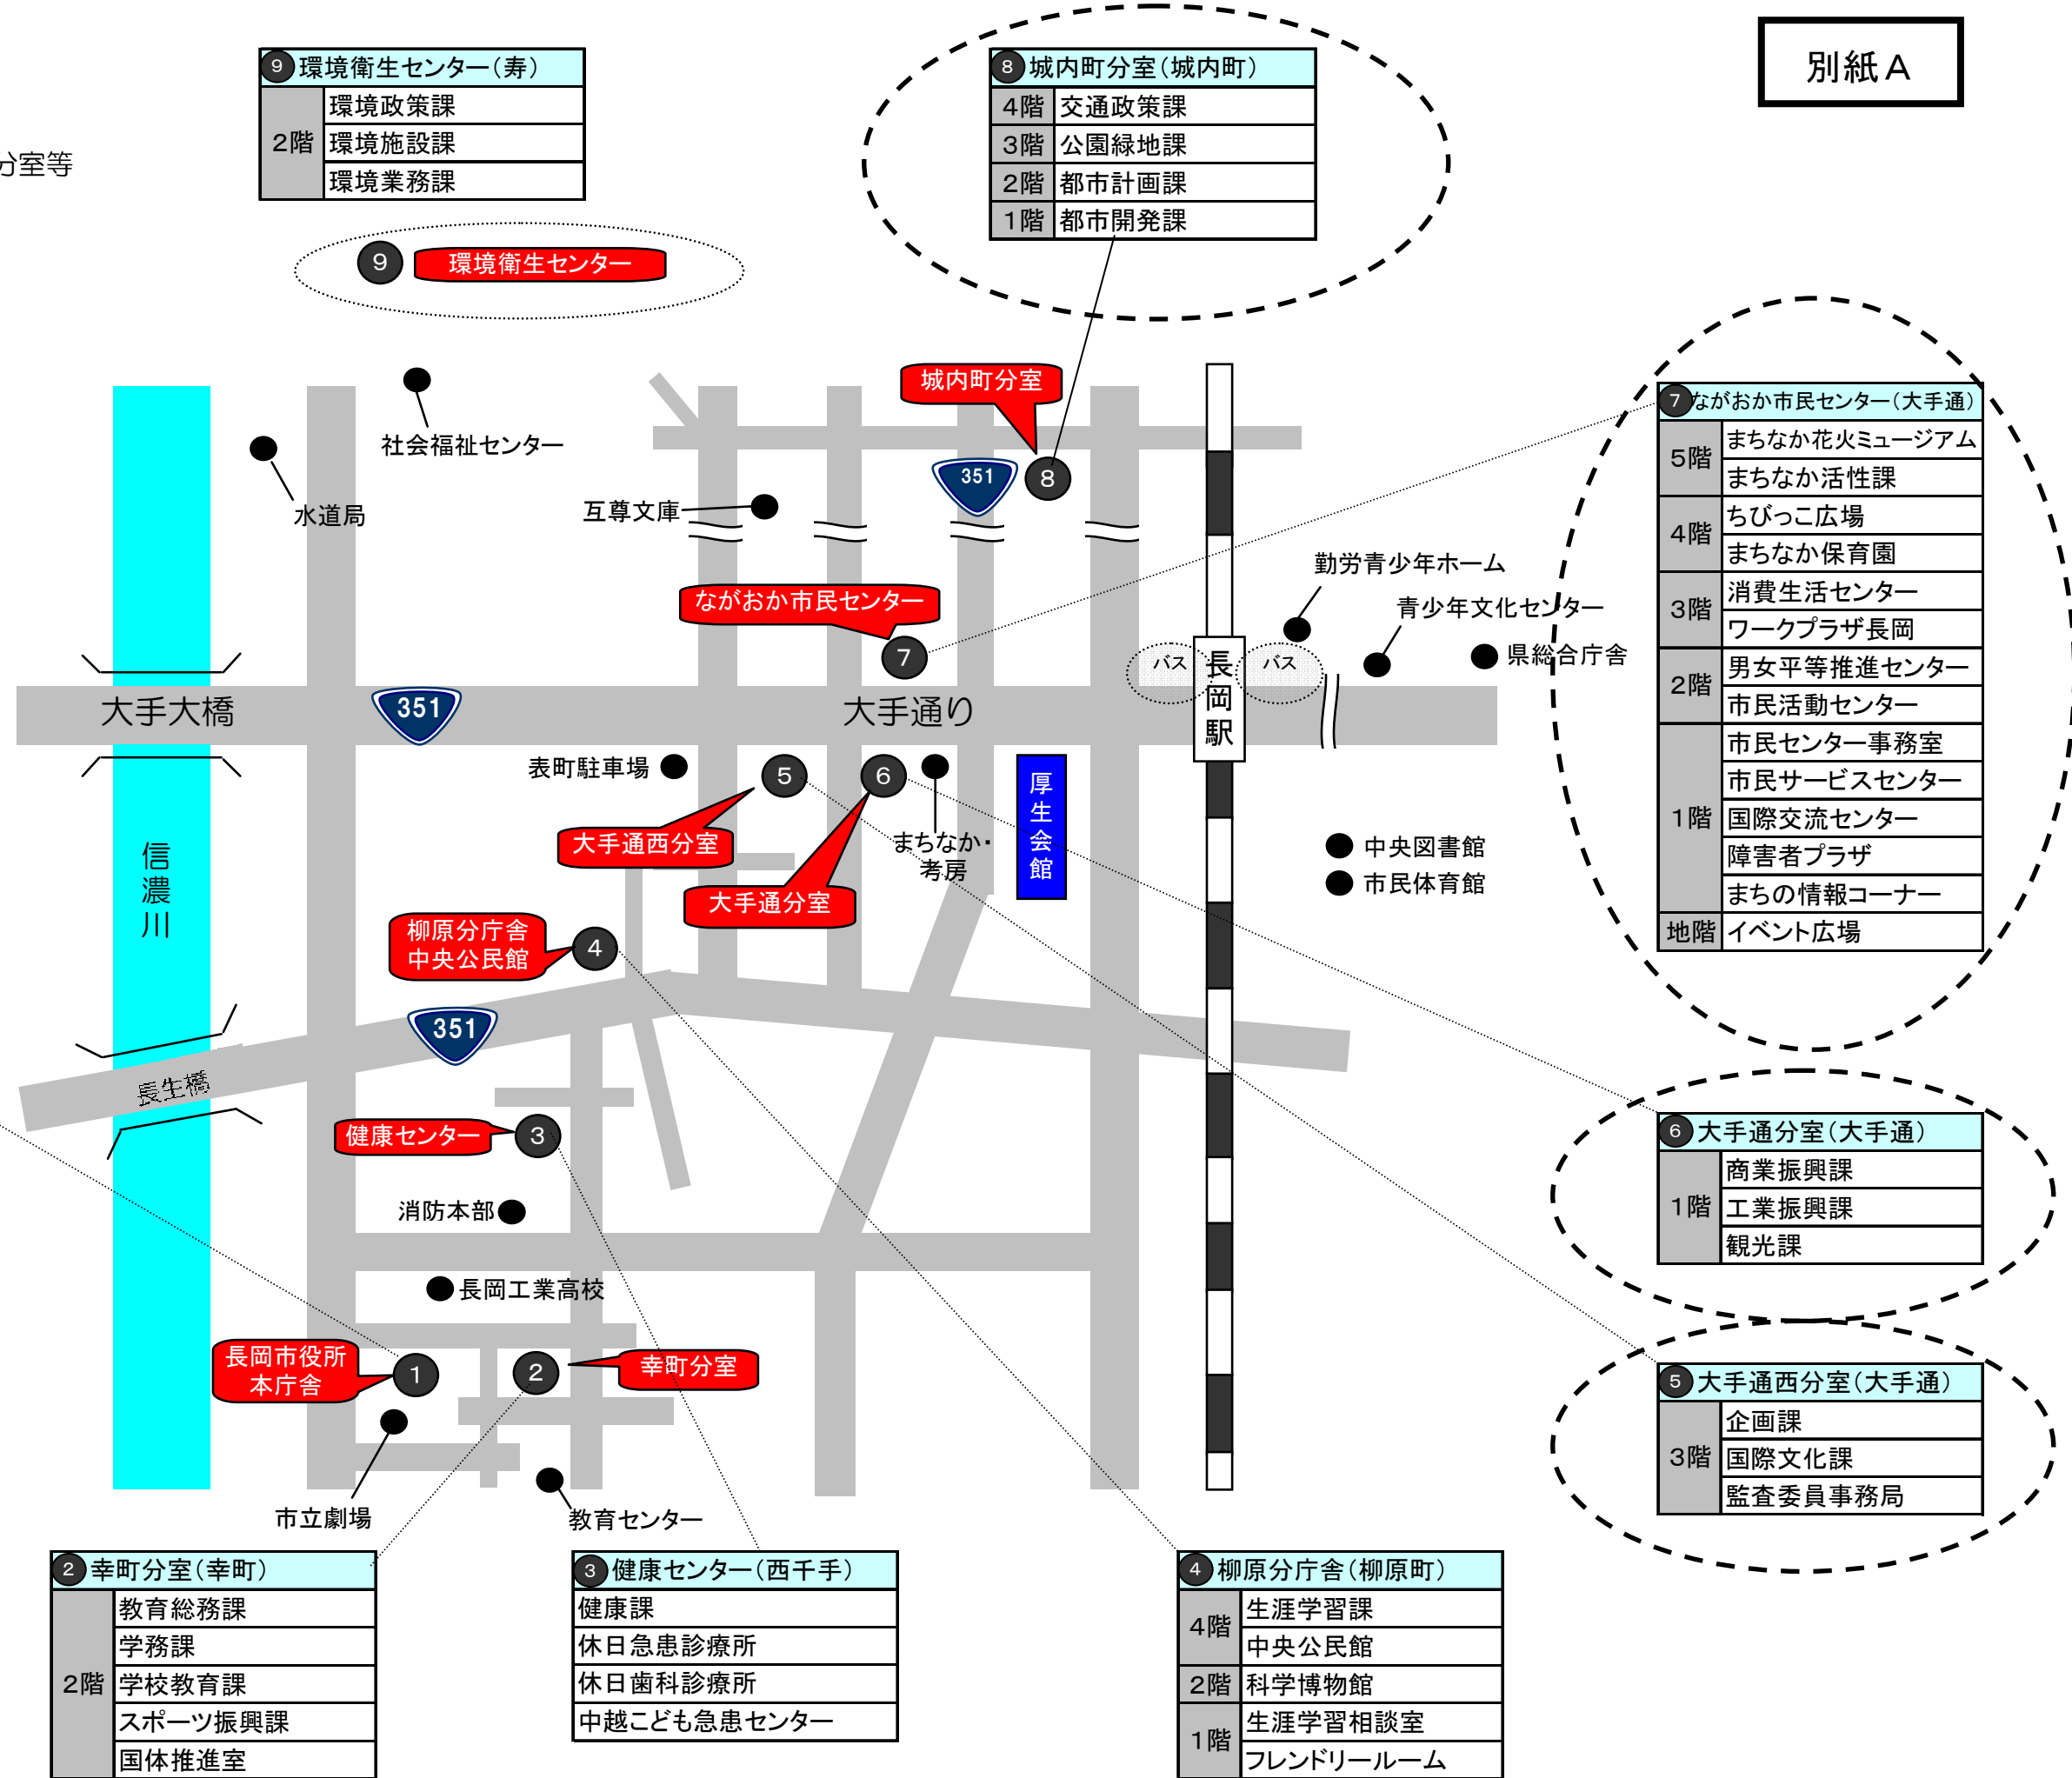 別紙A
分室等
9 環境衛生センター(寿)
2階
環境政策課
環境施設課
環境業務課
9 環境衛生センター
8 城内町分室(城内町)
4階 交通政策課
3階 公園緑地課
2階 都市計画課
1階 都市開発課
城内町分室
8
351
社会福祉センター
水道局
互尊文庫
7 ながおか市民センター(大手通)
5階
まちなか花火ミュージアム
まちなか活性課
4階
ちびっこ広場
まちなか保育園
3階
消費生活センター
ワークプラザ長岡
2階
男女平等推進センター
市民活動センター
1階
市民センター事務室
市民サービスセンター
国際交流センター
障害者プラザ
まちの情報コーナー
地階 イベント広場
ながおか市民センター
7
勤労青少年ホーム
青少年文化センター
県総合庁舎
バス
長岡駅
バス
大手大橋
351
大手通り
表町駐車場
5
6
大手通西分室
大手通分室
まちなか・
考房
厚生会館
中央図書館
市民体育館
信濃川
柳原分庁舎
中央公民館
4
351
長生橋
健康センター
3
消防本部
長岡工業高校
長岡市役所
本庁舎
1
2
幸町分室
市立劇場
教育センター
6 大手通分室(大手通)
1階
商業振興課
工業振興課
観光課
5 大手通西分室(大手通)
3階
企画課
国際文化課
監査委員事務局
2 幸町分室(幸町)
2階
教育総務課
学務課
学校教育課
スポーツ振興課
国体推進室
3 健康センター(西千手)
健康課
休日急患診療所
休日歯科診療所
中越こども急患センター
4 柳原分庁舎(柳原町)
4階
生涯学習課
中央公民館
2階 科学博物館
1階
生涯学習相談室
フレンドリールーム